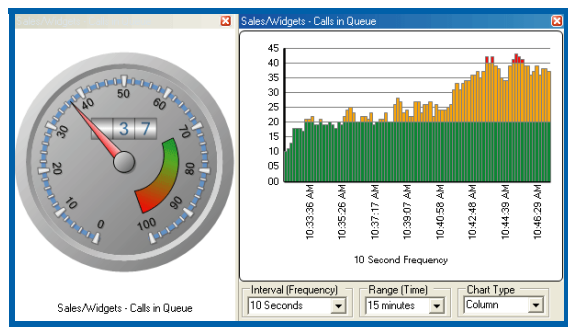 Sales/Widgets - Calls in Queue
0
10
20
30
40
50
60
70
80
90
100
3 7
Sales/Widgets - Calls in Queue
45
40
35
30
25
20
15
10
05
00
10:33:36 AM
10:35:26 AM
10:37:17 AM
10:39:07 AM
10:40:58 AM
10:42:48 AM
10:44:39 AM
10:46:29 AM
10 Second Frequency
Interval (Frequency)
10 Seconds
Range (Time)
15 minutes
Chart Type
Column